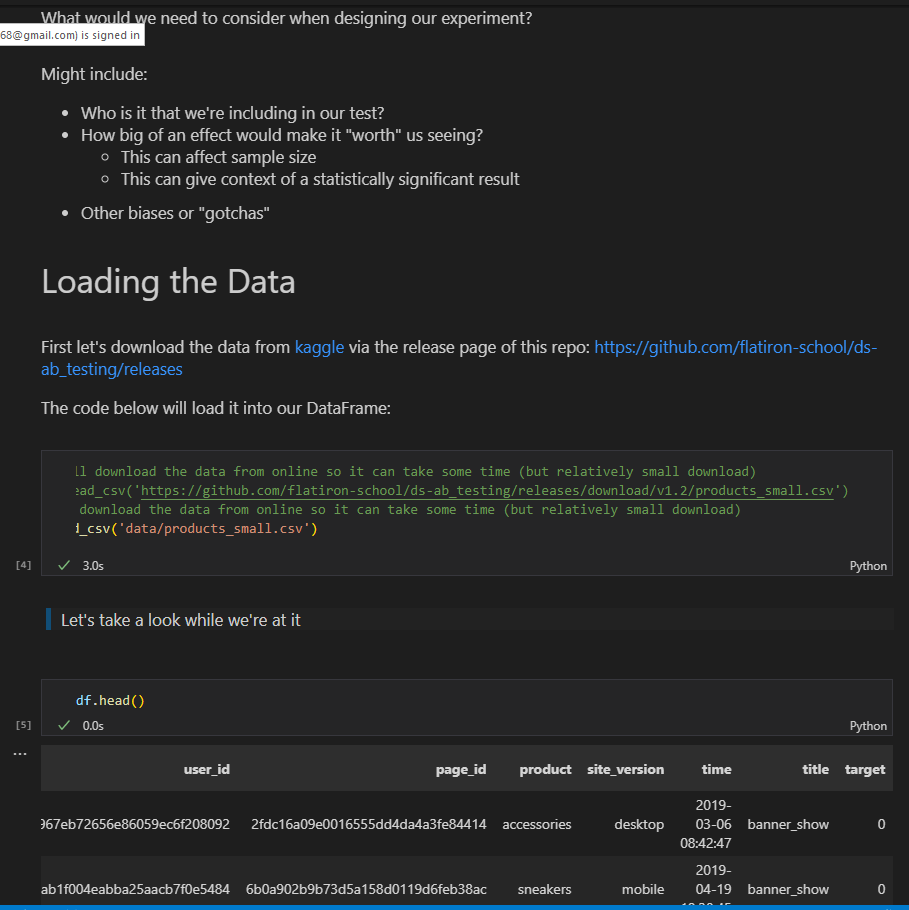 What would we need to consider when designing our experiment?
68@gmail.com) is signed in
Might include:
• Who is it that we're including in our test?
• How big of an effect would make it "worth" us seeing?
○ This can affect sample size
○ This can give context of a statistically significant result
• Other biases or "gotchas"
Loading the Data
First let's download the data from kaggle via the release page of this repo: https://github.com/flatiron-school/ds-
ab_testing/releases
The code below will load it into our DataFrame:
ll download the data from online so it can take some time (but relatively small download)
ead_csv('https://github.com/flatiron-school/ds-ab_testing/releases/download/v1.2/products_small.csv')
download the data from online so it can take some time (but relatively small download)
d_csv('data/products_small.csv')
[4] ✓ 3.0s Python
Let's take a look while we're at it
df.head()
[5] ✓ 0.0s Python
...
user_id page_id product site_version time title target
2019-
967eb72656e86059ec6f208092 2fdc16a09e0016555dd4da4a3fe84414 accessories desktop 03-06 banner_show 0
08:42:47
2019-
ab1f004eabba25aacb7f0e5484 6b0a902b9b73d5a158d0119d6feb38ac sneakers mobile 04-19 banner_show 0